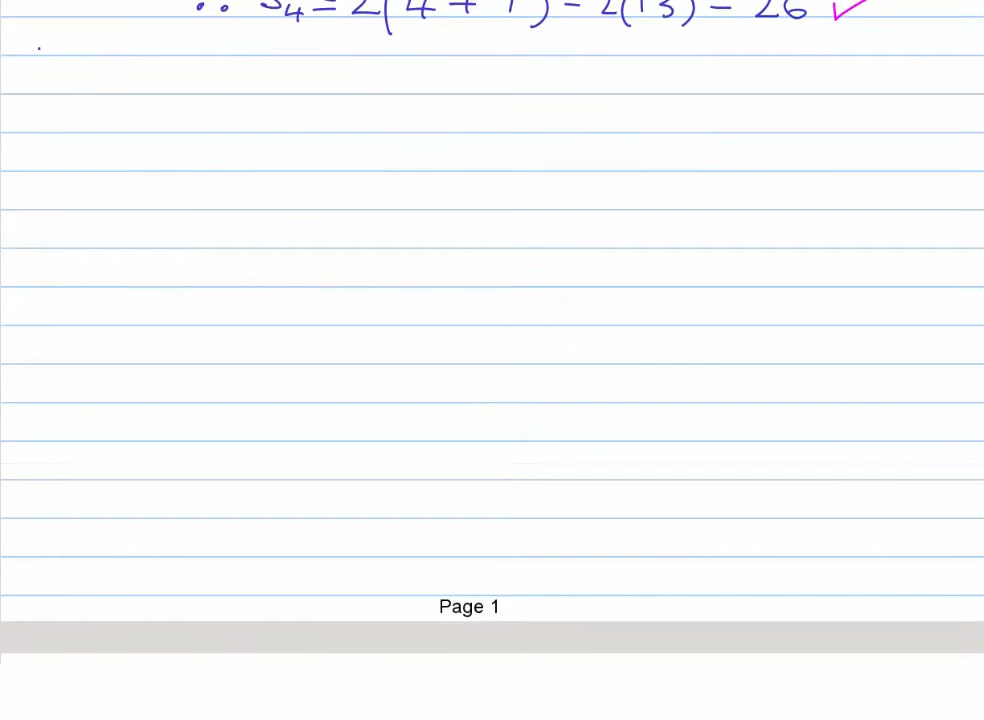 ∴ S₄ = 2(4 + 9) = 2(13) = 26 ✓
Page 1